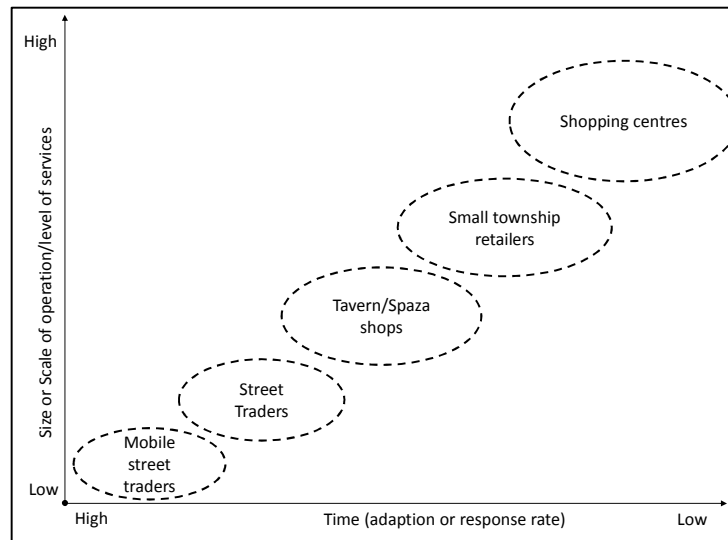 High
Shopping centres
Small township
retailers
Size or Scale of operation/level of services
Tavern/Spaza
shops
Street
Traders
Mobile
street
traders
Low
High
Time (adaption or response rate)
Low